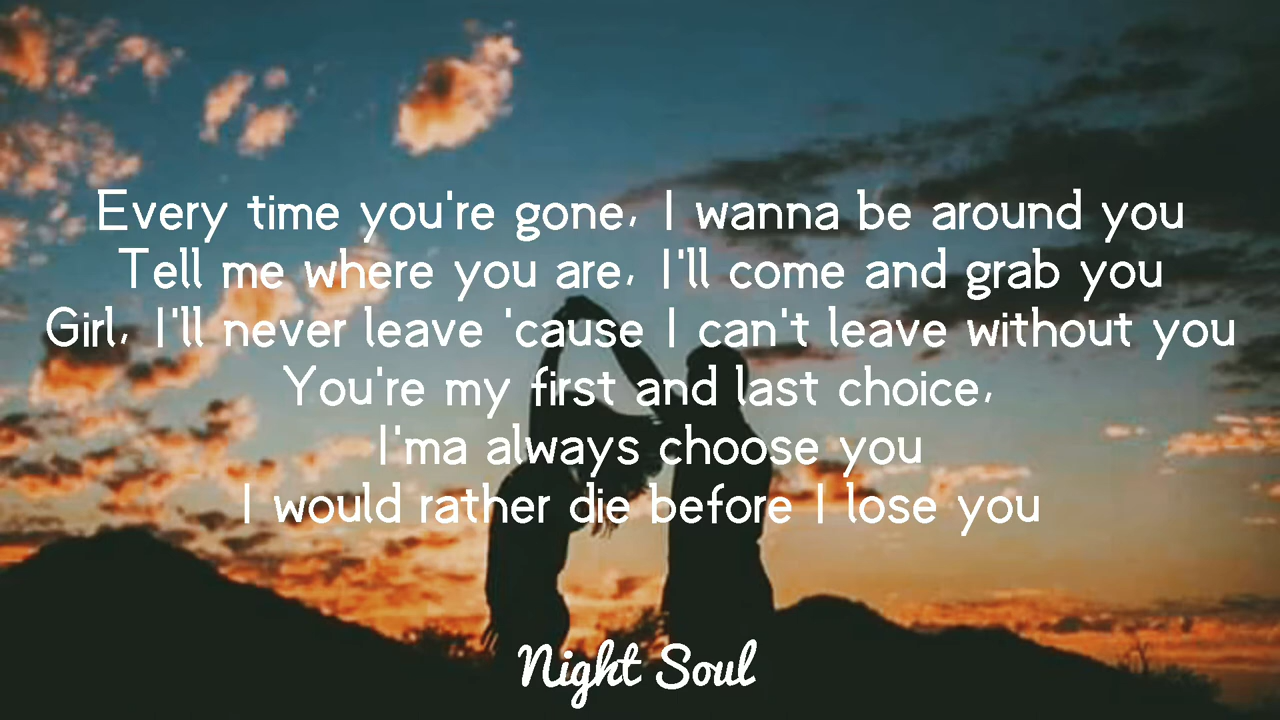 Every time you're gone, I wanna be around you
Tell me where you are, I'll come and grab you
Girl, I'll never leave 'cause I can't leave without you
You're my first and last choice,
I'ma always choose you
I would rather die before I lose you
Night Soul